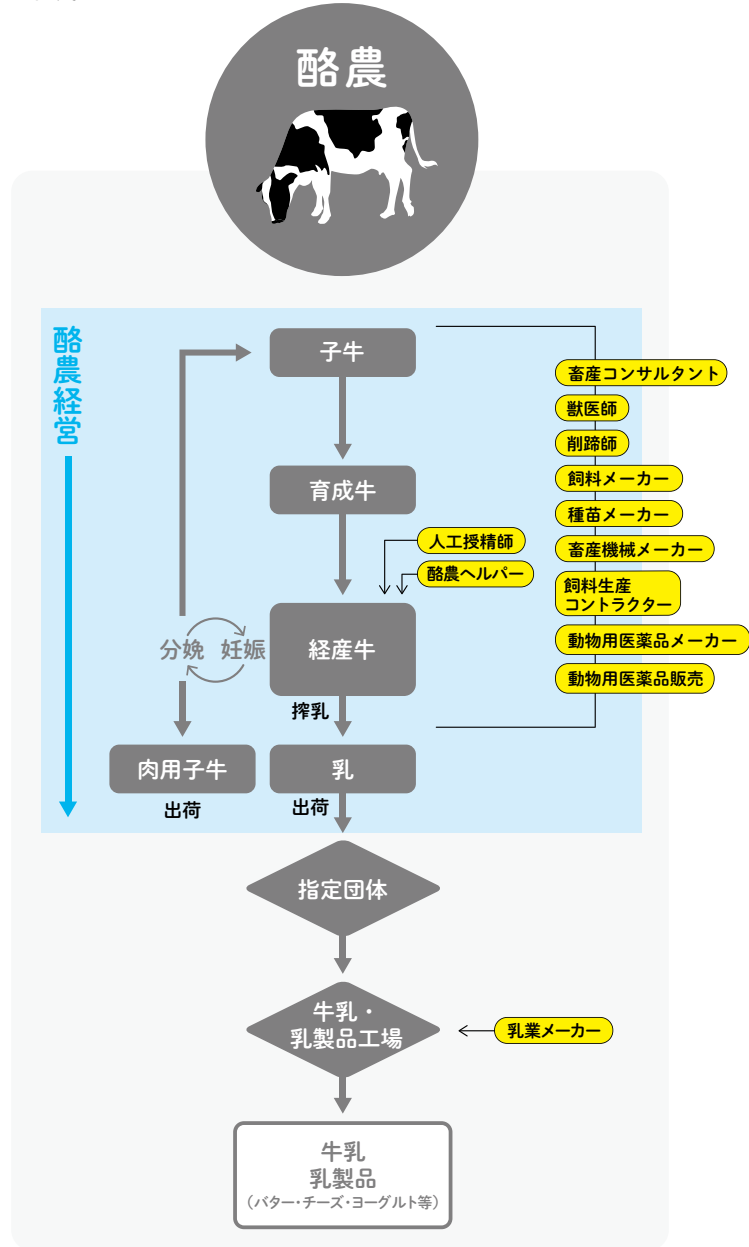 酪農
酪農経営
子牛
畜産コンサルタント
獣医師
削蹄師
育成牛
飼料メーカー
種苗メーカー
人工授精師
畜産機械メーカー
酪農ヘルパー
飼料生産
コントラクター
分娩 妊娠
経産牛
動物用医薬品メーカー
動物用医薬品販売
搾乳
肉用子牛
乳
出荷
出荷
指定団体
牛乳・
乳製品工場
乳業メーカー
牛乳
乳製品
(バター・チーズ・ヨーグルト等)